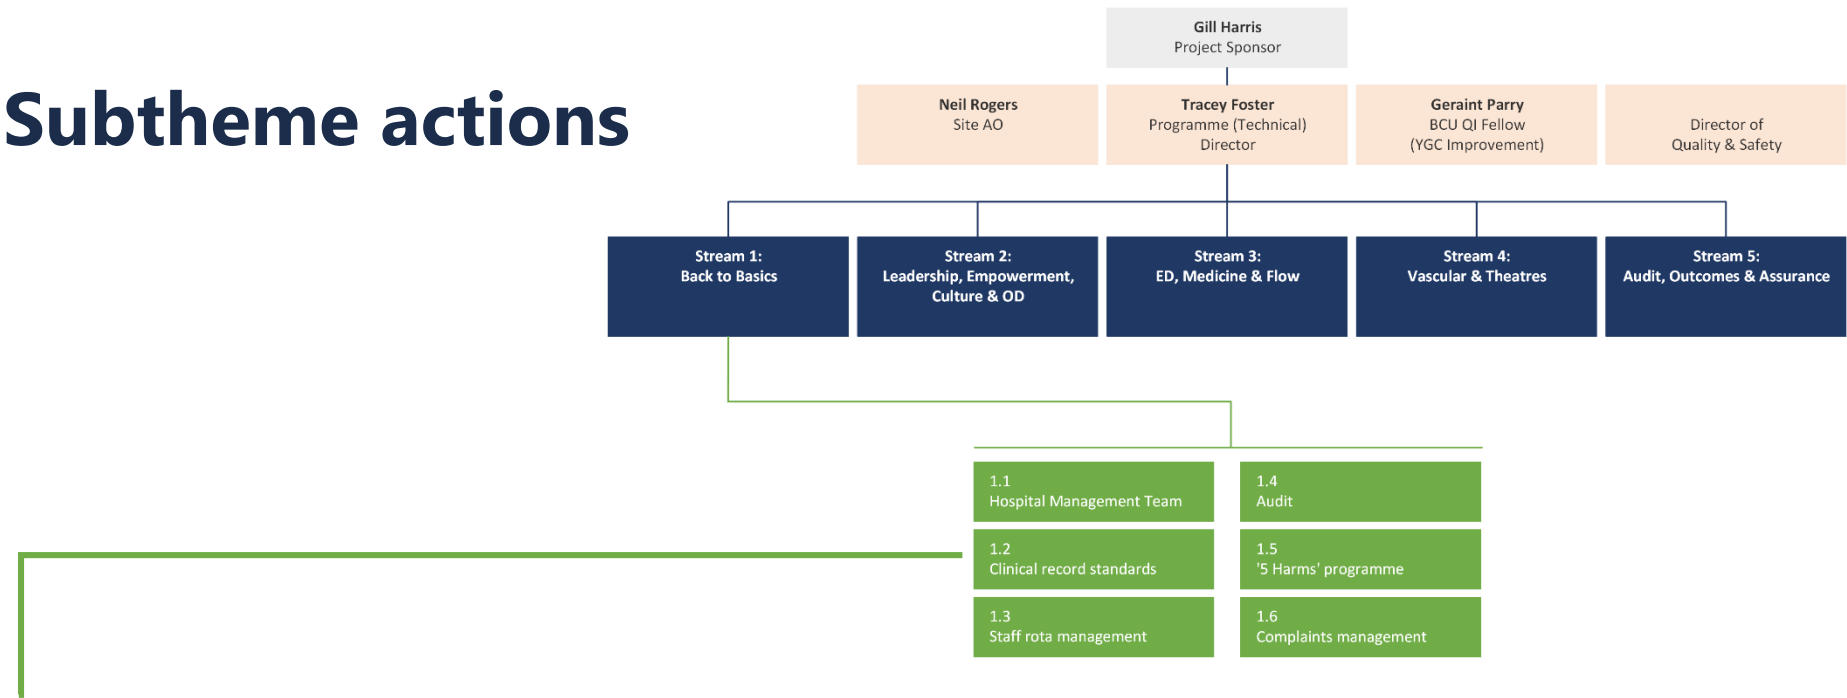 Subtheme actions
Gill Harris
Project Sponsor
Neil Rogers
Site AO
Tracey Foster
Programme (Technical)
Director
Geraint Parry
BCU QI Fellow
(YGC Improvement)
Director of
Quality & Safety
Stream 1:
Back to Basics
Stream 2:
Leadership, Empowerment,
Culture & OD
Stream 3:
ED, Medicine & Flow
Stream 4:
Vascular & Theatres
Stream 5:
Audit, Outcomes & Assurance
1.1
Hospital Management Team
1.2
Clinical record standards
1.3
Staff rota management
1.4
Audit
1.5
'5 Harms' programme
1.6
Complaints management